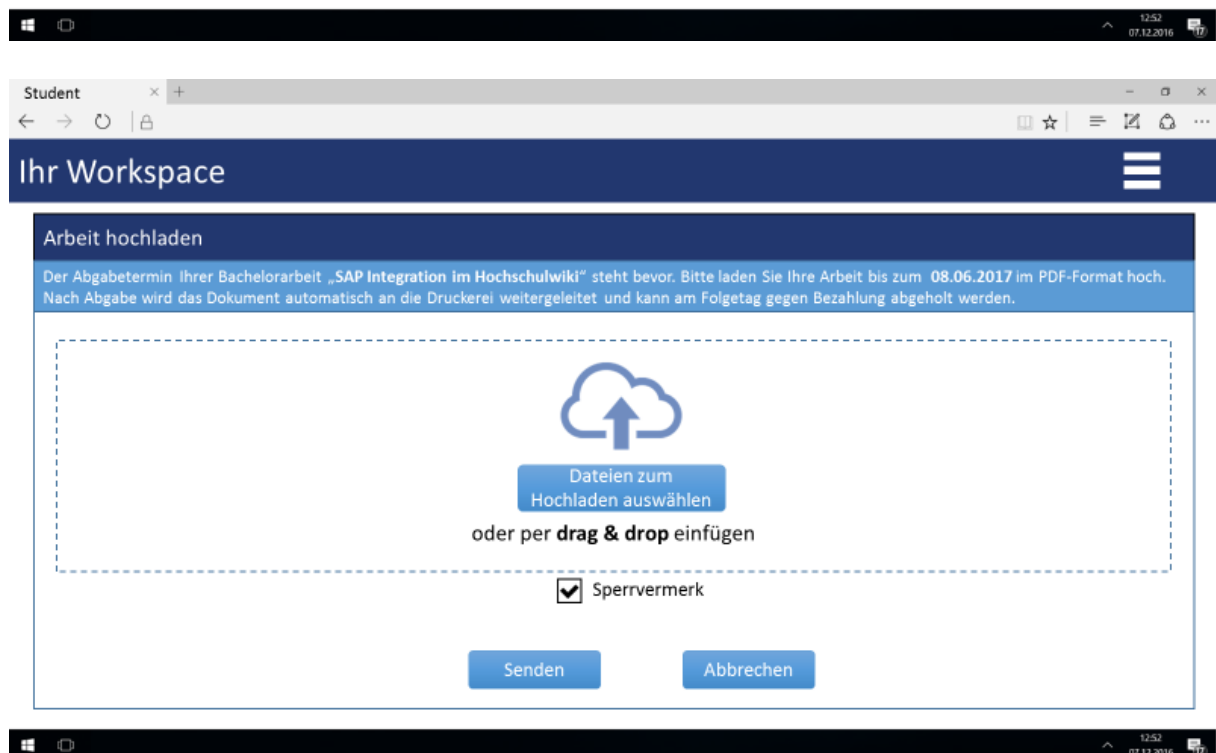 12:52
07.12.2016
17
Student
Ihr Workspace
Arbeit hochladen
Der Abgabetermin Ihrer Bachelorarbeit „SAP Integration im Hochschulwiki“ steht bevor. Bitte laden Sie Ihre Arbeit bis zum 08.06.2017 im PDF-Format hoch.
Nach Abgabe wird das Dokument automatisch an die Druckerei weitergeleitet und kann am Folgetag gegen Bezahlung abgeholt werden.
Dateien zum
Hochladen auswählen
oder per drag & drop einfügen
Sperrvermerk
Senden Abbrechen
12:52
07.12.2016
17